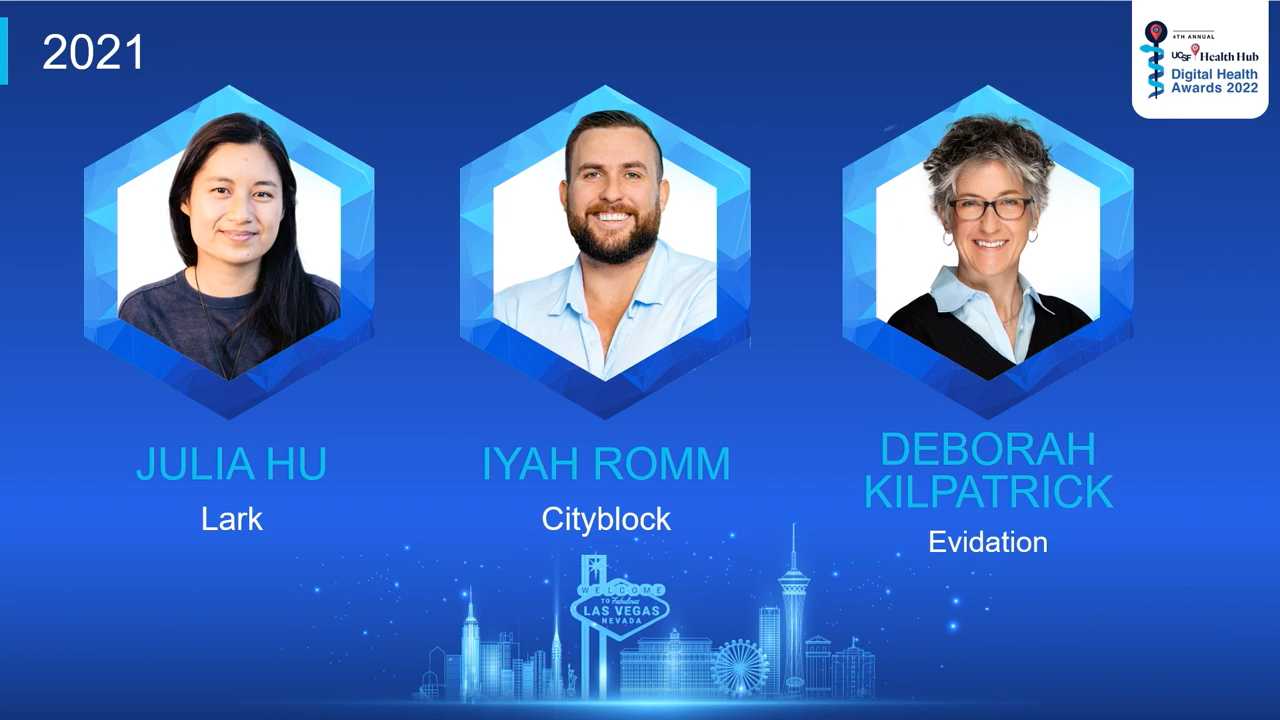 2021
4TH ANNUAL
UCSF Health Hub
Digital Health
Awards 2022
JULIA HU
Lark
IYAH ROMM
Cityblock
DEBORAH
KILPATRICK
Evidation
WELCOME
TO Fabulous
LAS VEGAS
NEVADA